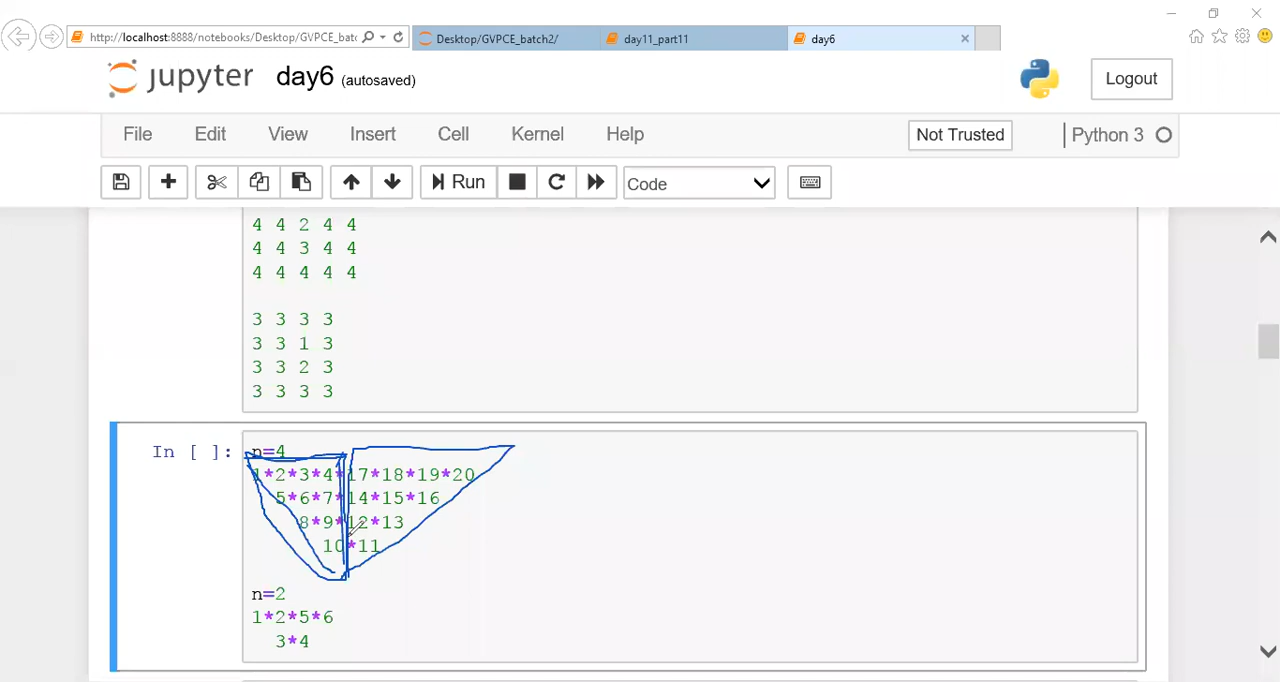 http://localhost:8888/notebooks/Desktop/GVPCE_batc
Desktop/GVPCE_batch2/
day11_part11
day6
jupyter day6 (autosaved)
Logout
File Edit View Insert Cell Kernel Help
Not Trusted
Python 3
Run
Code
4 4 2 4 4
4 4 3 4 4
4 4 4 4 4
3 3 3 3
3 3 1 3
3 3 2 3
3 3 3 3
In [ ]:
n=4
1*2*3*4*17*18*19*20
5*6*7*14*15*16
8*9*12*13
10*11
n=2
1*2*5*6
3*4